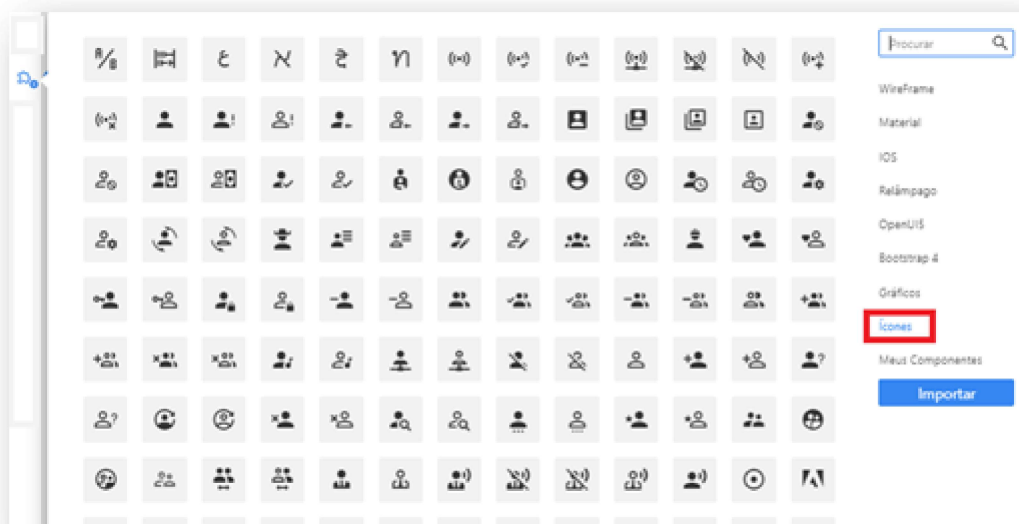 Procurar
WireFrame
Material
IOS
Relâmpago
OpenUI5
Bootstrap 4
Gráficos
Ícones
Meus Componentes
Importar